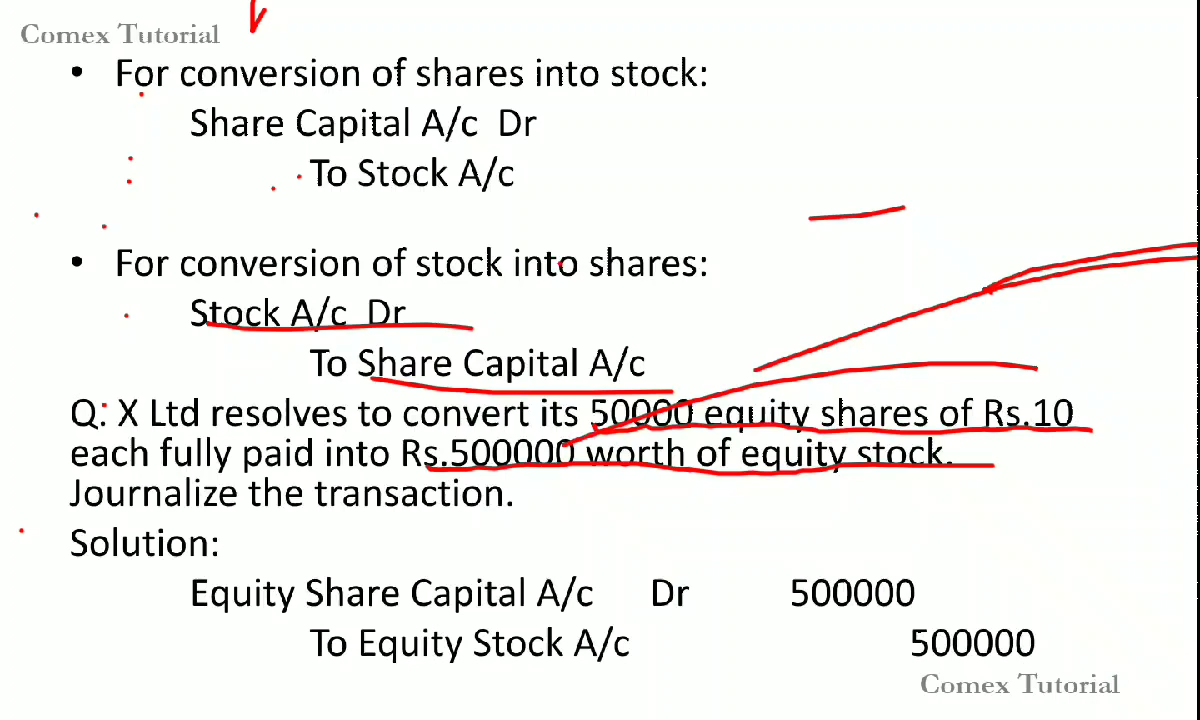 Comex Tutorial
• For conversion of shares into stock:
Share Capital A/c Dr
To Stock A/c
• For conversion of stock into shares:
Stock A/c Dr
To Share Capital A/c
Q: X Ltd resolves to convert its 50000 equity shares of Rs.10
each fully paid into Rs.500000 worth of equity stock.
Journalize the transaction.
Solution:
Equity Share Capital A/c Dr 500000
To Equity Stock A/c 500000
Comex Tutorial